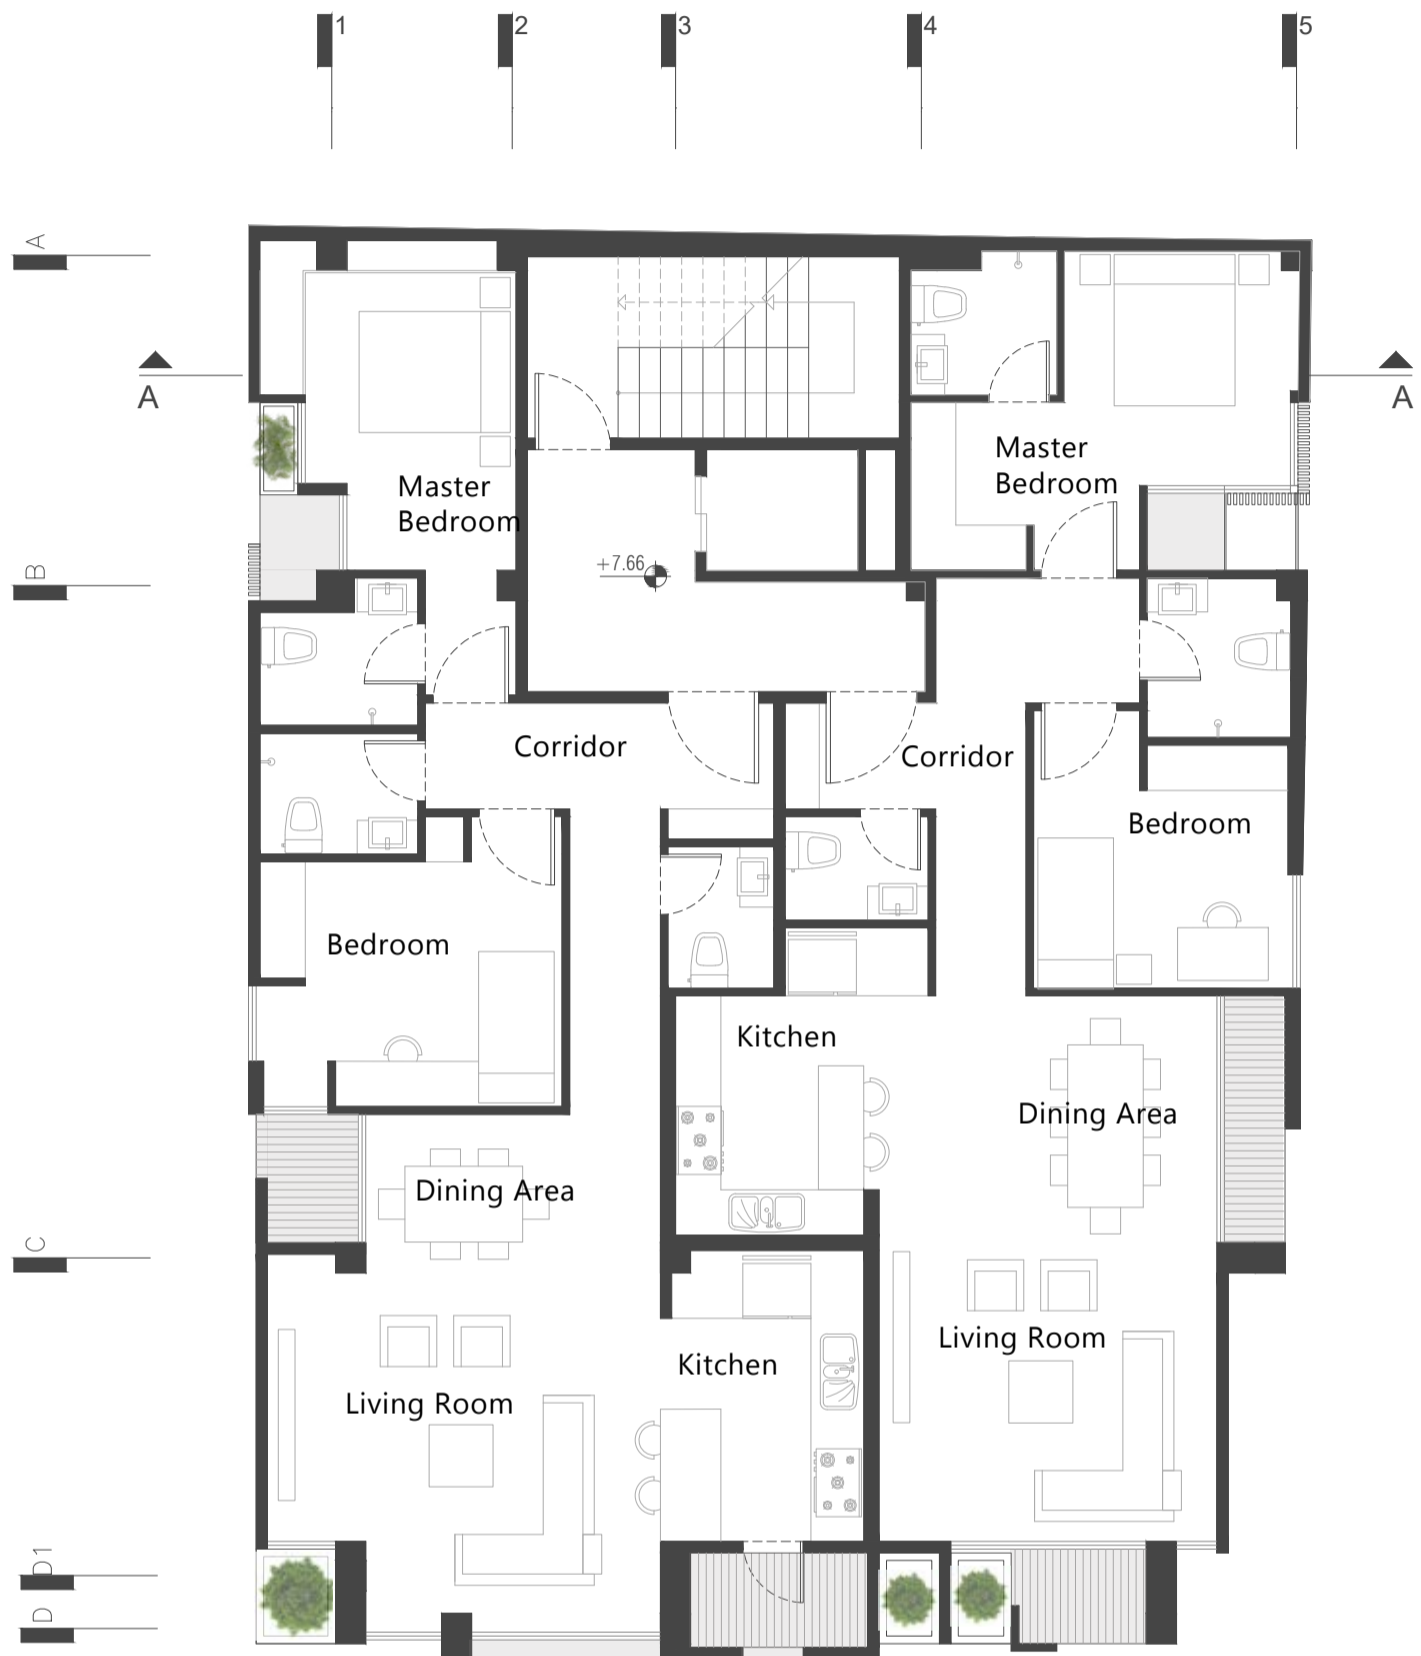 1
2
3
4
5
A
A
A
Master
Bedroom
Master
Bedroom
B
+7.66
Corridor
Corridor
Bedroom
Bedroom
Kitchen
Dining Area
Dining Area
C
Living Room
Kitchen
Living Room
D1
D